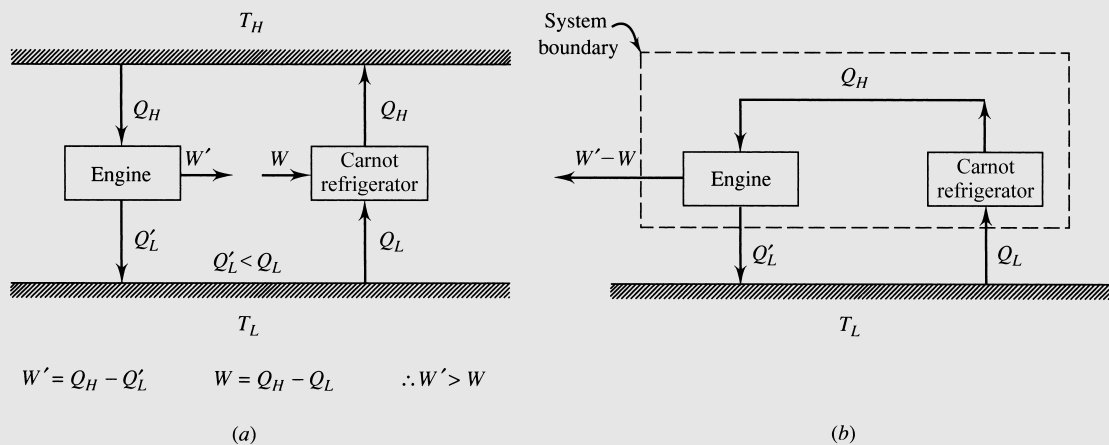 T_H
Q_H
Q_H
W′
W
Engine
Carnot
refrigerator
Q′_L
Q′_L < Q_L
Q_L
T_L
W′ = Q_H − Q′_L
W = Q_H − Q_L
∴ W′ > W
(a)
System
boundary
Q_H
W′ − W
Engine
Carnot
refrigerator
Q′_L
Q_L
T_L
(b)